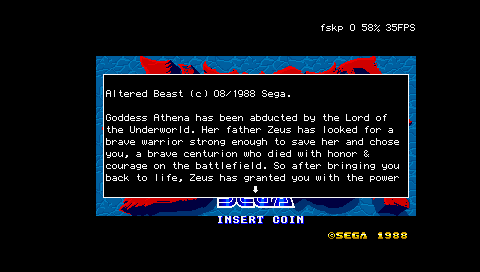 fskp 0 58% 35FPS
Altered Beast (c) 08/1988 Sega.
Goddess Athena has been abducted by the Lord of
the Underworld. Her father Zeus has looked for a
brave warrior strong enough to save her and chose
you, a brave centurion who died with honor &
courage on the battlefield. So after bringing you
back to life, Zeus has granted you with the power
SEGA
INSERT COIN
©SEGA 1988